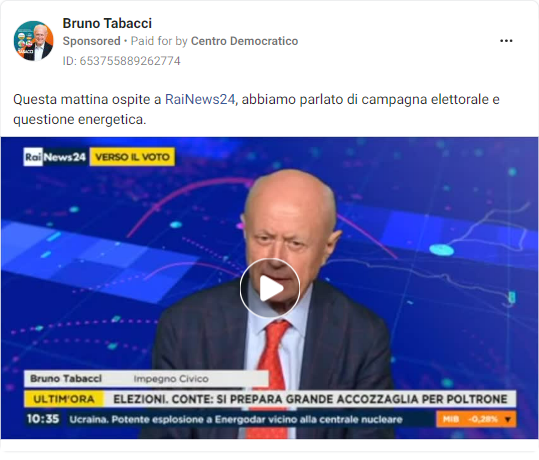 Bruno Tabacci
Sponsored • Paid for by Centro Democratico
ID: 653755889262774
Questa mattina ospite a RaiNews24, abbiamo parlato di campagna elettorale e
questione energetica.
Rai News24 VERSO IL VOTO
Bruno Tabacci Impegno Civico
ULTIM'ORA ELEZIONI. CONTE: SI PREPARA GRANDE ACCOZZAGLIA PER POLTRONE
10:35 Ucraina. Potente esplosione a Energodar vicino alla centrale nucleare MIB -0,28% ▼